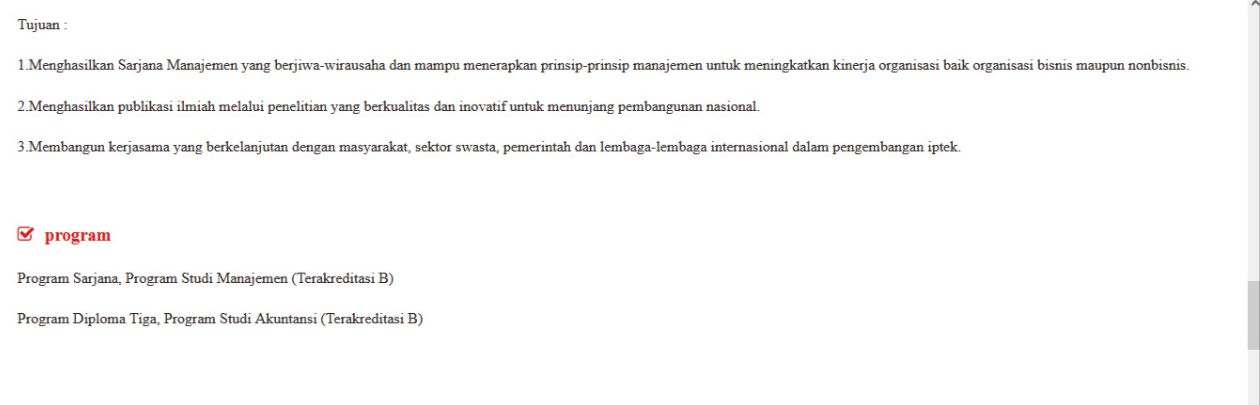 Tujuan :
1.Menghasilkan Sarjana Manajemen yang berjiwa-wirausaha dan mampu menerapkan prinsip-prinsip manajemen untuk meningkatkan kinerja organisasi baik organisasi bisnis maupun nonbisnis.
2.Menghasilkan publikasi ilmiah melalui penelitian yang berkualitas dan inovatif untuk menunjang pembangunan nasional.
3.Membangun kerjasama yang berkelanjutan dengan masyarakat, sektor swasta, pemerintah dan lembaga-lembaga internasional dalam pengembangan iptek.
program
Program Sarjana, Program Studi Manajemen (Terakreditasi B)
Program Diploma Tiga, Program Studi Akuntansi (Terakreditasi B)